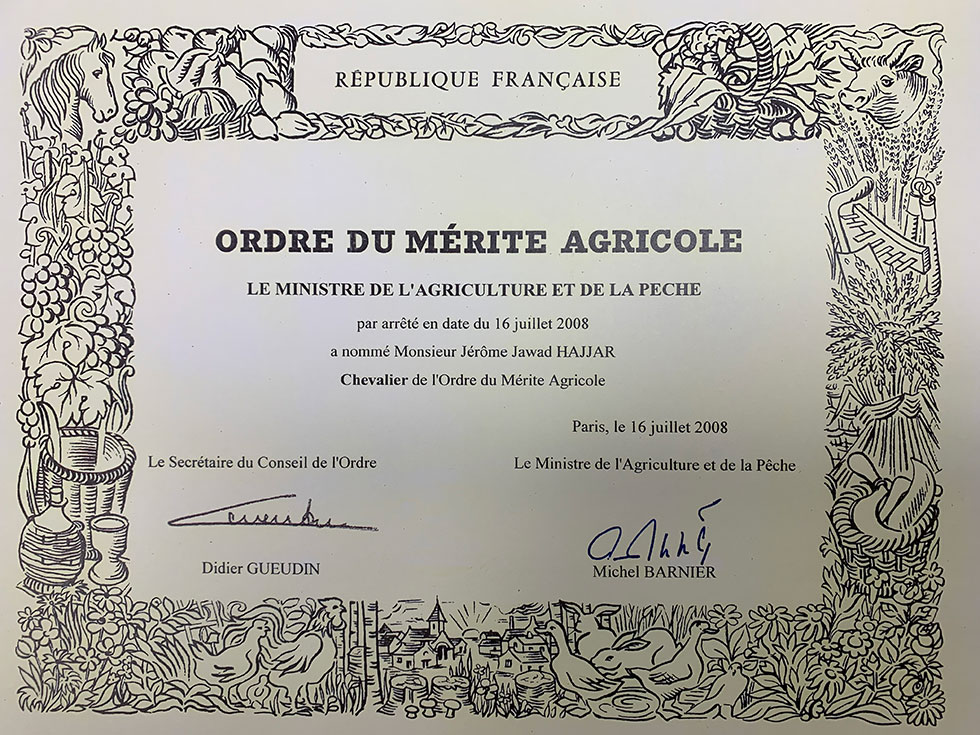 RÉPUBLIQUE FRANÇAISE
ORDRE DU MÉRITE AGRICOLE
LE MINISTRE DE L'AGRICULTURE ET DE LA PECHE
par arrêté en date du 16 juillet 2008
a nommé Monsieur Jérôme Jawad HAJJAR
Chevalier de l'Ordre du Mérite Agricole
Paris, le 16 juillet 2008
Le Secrétaire du Conseil de l'Ordre
Le Ministre de l'Agriculture et de la Pêche
Didier GUEUDIN
Michel BARNIER